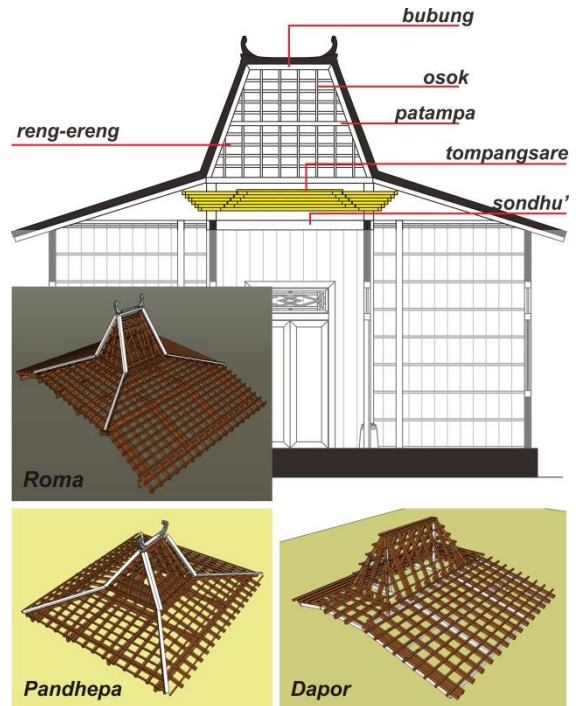 bubung
osok
patampa
reng-ereng
tompangsare
sondhu'
Roma
Pandhepa
Dapor